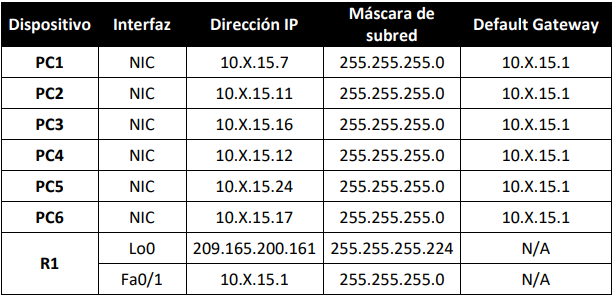 Dispositivo Interfaz Dirección IP Máscara de subred Default Gateway
PC1 NIC 10.X.15.7 255.255.255.0 10.X.15.1
PC2 NIC 10.X.15.11 255.255.255.0 10.X.15.1
PC3 NIC 10.X.15.16 255.255.255.0 10.X.15.1
PC4 NIC 10.X.15.12 255.255.255.0 10.X.15.1
PC5 NIC 10.X.15.24 255.255.255.0 10.X.15.1
PC6 NIC 10.X.15.17 255.255.255.0 10.X.15.1
R1 Lo0 209.165.200.161 255.255.255.224 N/A
Fa0/1 10.X.15.1 255.255.255.0 N/A